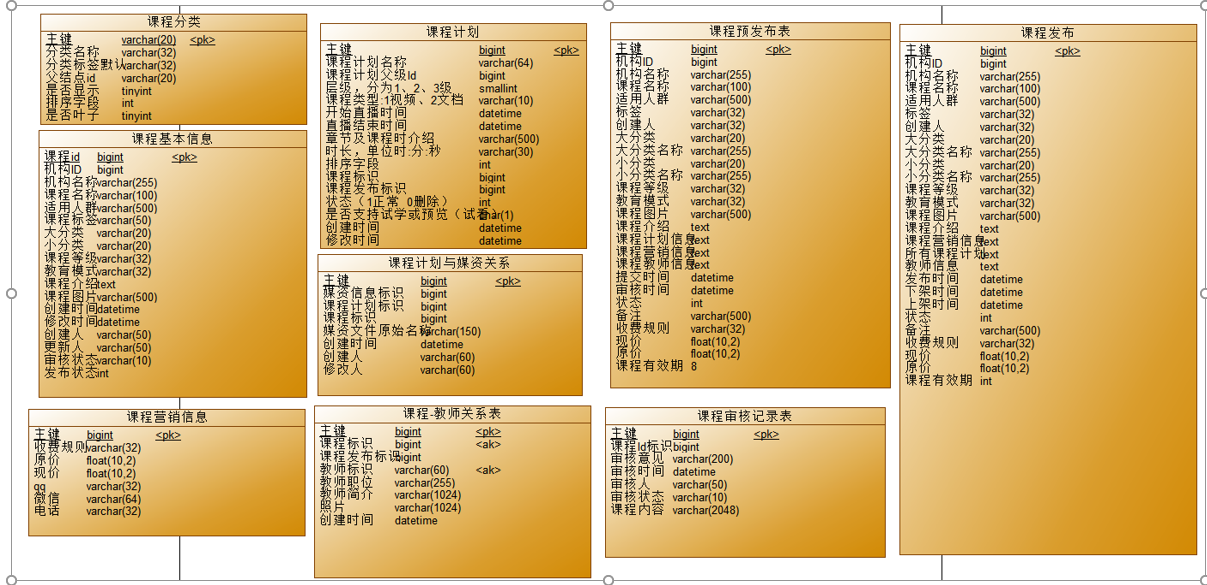 课程分类
主键 varchar(20) <pk>
分类名称 varchar(32)
分类标签默认 varchar(32)
父结点id varchar(20)
是否显示 tinyint
排序字段 int
是否叶子 tinyint
课程基本信息
课程id bigint <pk>
机构ID bigint
机构名称 varchar(255)
课程名称 varchar(100)
适用人群 varchar(500)
课程标签 varchar(50)
大分类 varchar(20)
小分类 varchar(20)
课程等级 varchar(32)
教育模式 varchar(32)
课程介绍 text
课程图片 varchar(500)
创建时间 datetime
修改时间 datetime
创建人 varchar(50)
更新人 varchar(50)
审核状态 varchar(10)
发布状态 int
课程营销信息
主键 bigint <pk>
收费规则 varchar(32)
原价 float(10,2)
现价 float(10,2)
qq varchar(32)
微信 varchar(64)
电话 varchar(32)
课程计划
主键 bigint <pk>
课程计划名称 varchar(64)
课程计划父级Id bigint
层级，分为1、2、3级 smallint
课程类型:1视频、2文档 varchar(10)
开始直播时间 datetime
直播结束时间 datetime
章节及课程时介绍 varchar(500)
时长，单位时:分:秒 varchar(30)
排序字段 int
课程标识 bigint
课程发布标识 bigint
状态（1正常 0删除） int
是否支持试学或预览（试看） char(1)
创建时间 datetime
修改时间 datetime
课程计划与媒资关系
主键 bigint <pk>
媒资信息标识 bigint
课程计划标识 bigint
课程标识 bigint
媒资文件原始名称 varchar(150)
创建时间 datetime
创建人 varchar(60)
修改人 varchar(60)
课程-教师关系表
主键 bigint <pk>
课程标识 bigint <ak>
课程发布标识 bigint
教师标识 varchar(60) <ak>
教师职位 varchar(255)
教师简介 varchar(1024)
照片 varchar(1024)
创建时间 datetime
课程预发布表
主键 bigint <pk>
机构ID bigint
机构名称 varchar(255)
课程名称 varchar(100)
适用人群 varchar(500)
标签 varchar(32)
创建人 varchar(32)
大分类 varchar(20)
大分类名称 varchar(255)
小分类 varchar(20)
小分类名称 varchar(255)
课程等级 varchar(32)
教育模式 varchar(32)
课程图片 varchar(500)
课程介绍 text
课程计划信息 text
课程营销信息 text
课程教师信息 text
提交时间 datetime
审核时间 datetime
状态 int
备注 varchar(500)
收费规则 varchar(32)
现价 float(10,2)
原价 float(10,2)
课程有效期 8
课程审核记录表
主键 bigint <pk>
课程Id标识 bigint
审核意见 varchar(200)
审核时间 datetime
审核人 varchar(50)
审核状态 varchar(10)
课程内容 varchar(2048)
课程发布
主键 bigint <pk>
机构ID bigint
机构名称 varchar(255)
课程名称 varchar(100)
适用人群 varchar(500)
标签 varchar(32)
创建人 varchar(32)
大分类 varchar(20)
大分类名称 varchar(255)
小分类 varchar(20)
小分类名称 varchar(255)
课程等级 varchar(32)
教育模式 varchar(32)
课程图片 varchar(500)
课程介绍 text
课程营销信息 text
所有课程计划 text
教师信息 text
发布时间 datetime
下架时间 datetime
上架时间 datetime
状态 int
备注 varchar(500)
收费规则 varchar(32)
现价 float(10,2)
原价 float(10,2)
课程有效期 int